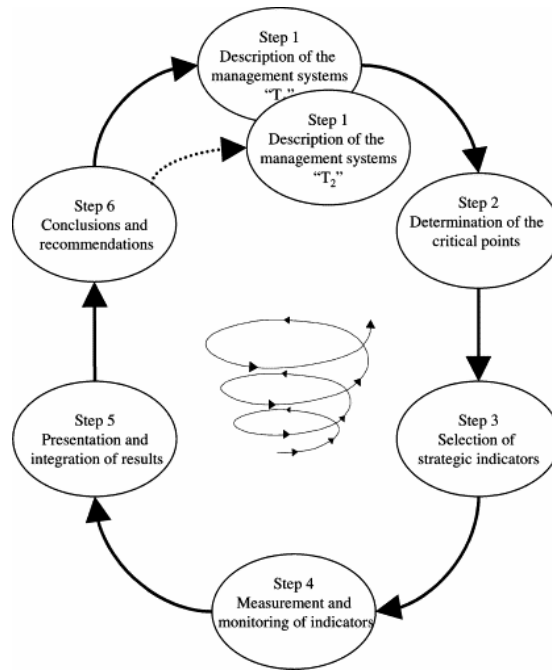 Step 1
Description of the
management systems
“T
Step 1
Description of the
management systems
“T₂”
Step 2
Determination of the
critical points
Step 3
Selection of
strategic indicators
Step 4
Measurement and
monitoring of indicators
Step 5
Presentation and
integration of results
Step 6
Conclusions and
recommendations